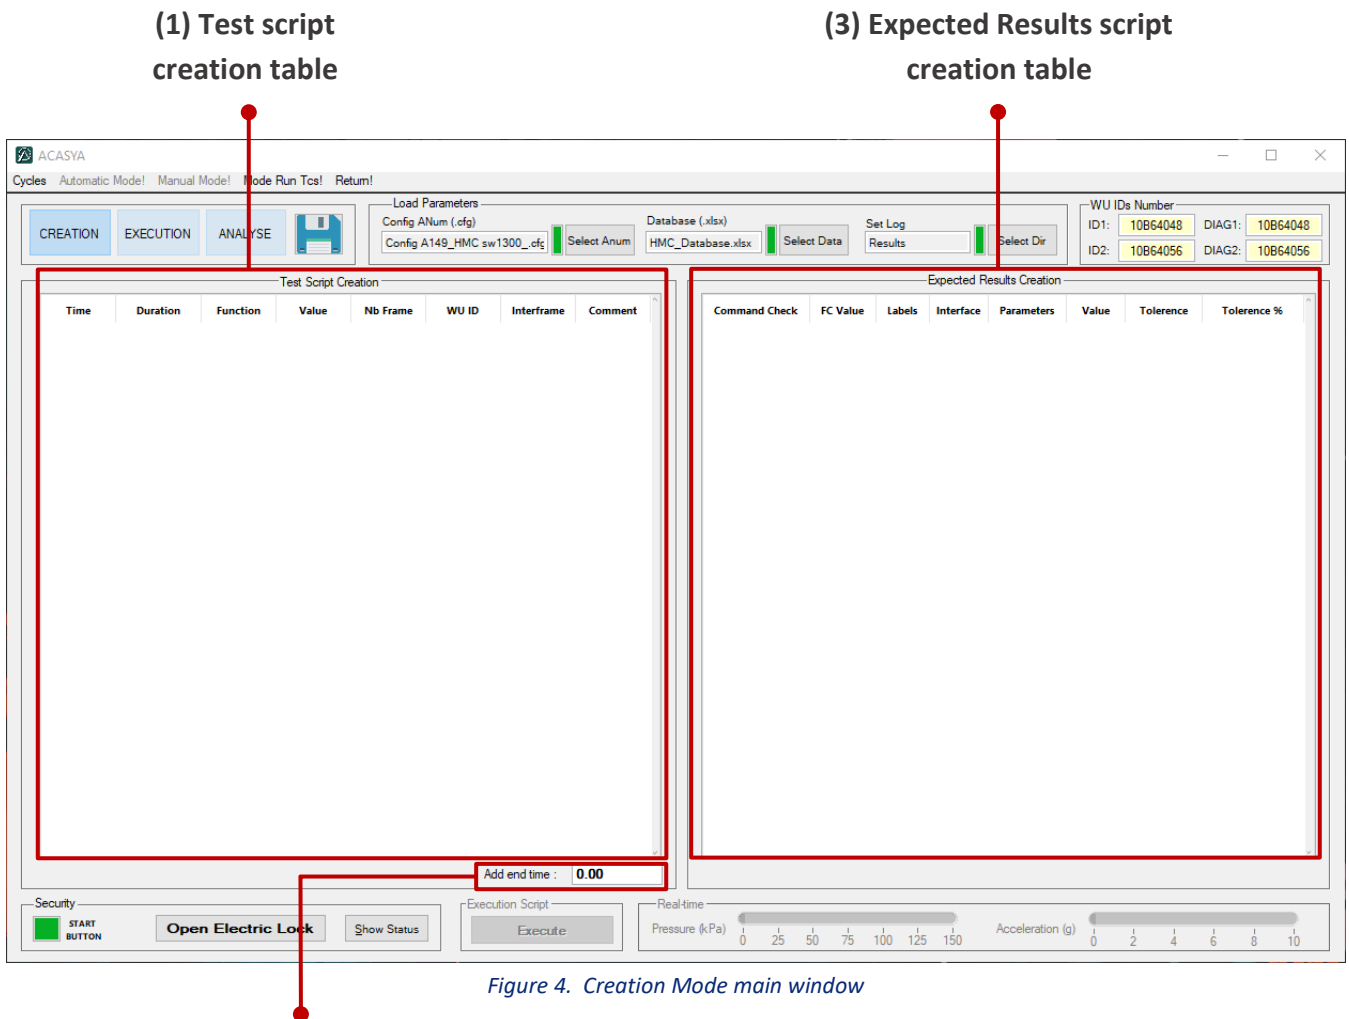 (1) Test script
creation table
(3) Expected Results script
creation table
ACASYA
Cycles Automatic Mode! Manual Mode! Mode Run Tcs! Return!
CREATION EXECUTION ANALYSE
Load Parameters
Config ANum (.cfg)
Config A149_HMC sw1300_.cfg Select Anum
Database (.xlsx)
HMC_Database.xlsx Select Data
Set Log
Results Select Dir
WU IDs Number
ID1: 10B64048 DIAG1: 10B64048
ID2: 10B64056 DIAG2: 10B64056
Test Script Creation
Time Duration Function Value Nb Frame WU ID Interframe Comment
Expected Results Creation
Command Check FC Value Labels Interface Parameters Value Tolerence Tolerence %
Add end time : 0.00
Security
START
BUTTON
Open Electric Lock Show Status
Execution Script
Execute
Real-time
Pressure (kPa) 0 25 50 75 100 125 150
Acceleration (g) 0 2 4 6 8 10
Figure 4. Creation Mode main window